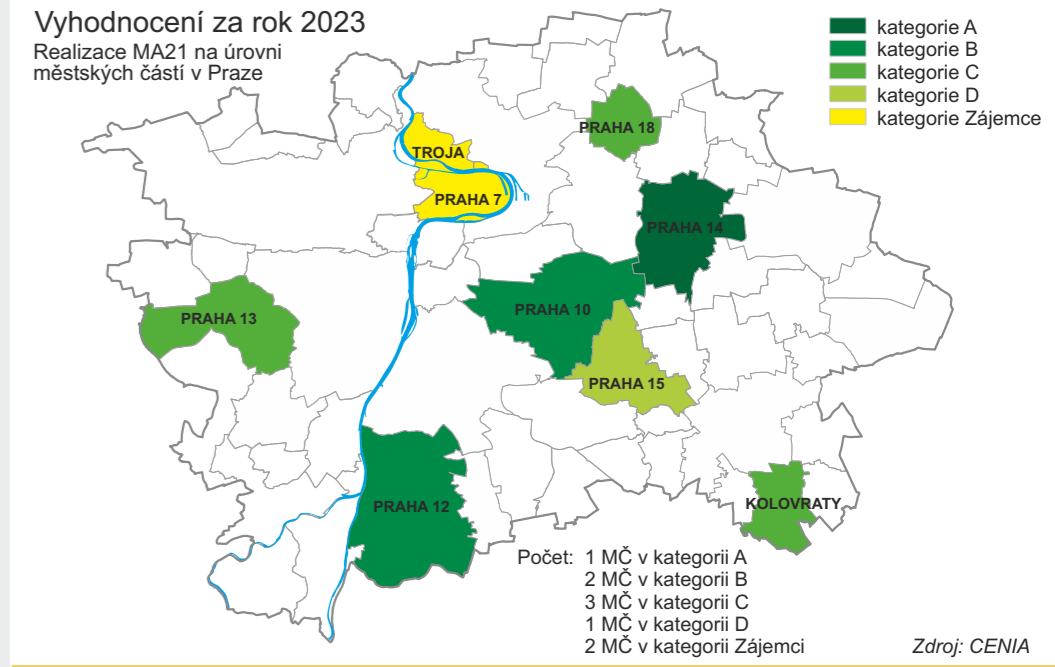 Vyhodnocení za rok 2023
Realizace MA21 na úrovni
městských částí v Praze
kategorie A
kategorie B
kategorie C
kategorie D
kategorie Zájemce
PRAHA 18
TROJA
PRAHA 7
PRAHA 14
PRAHA 10
PRAHA 13
PRAHA 15
PRAHA 12
KOLOVRATY
Počet: 1 MČ v kategorii A
2 MČ v kategorii B
3 MČ v kategorii C
1 MČ v kategorii D
2 MČ v kategorii Zájemci
Zdroj: CENIA